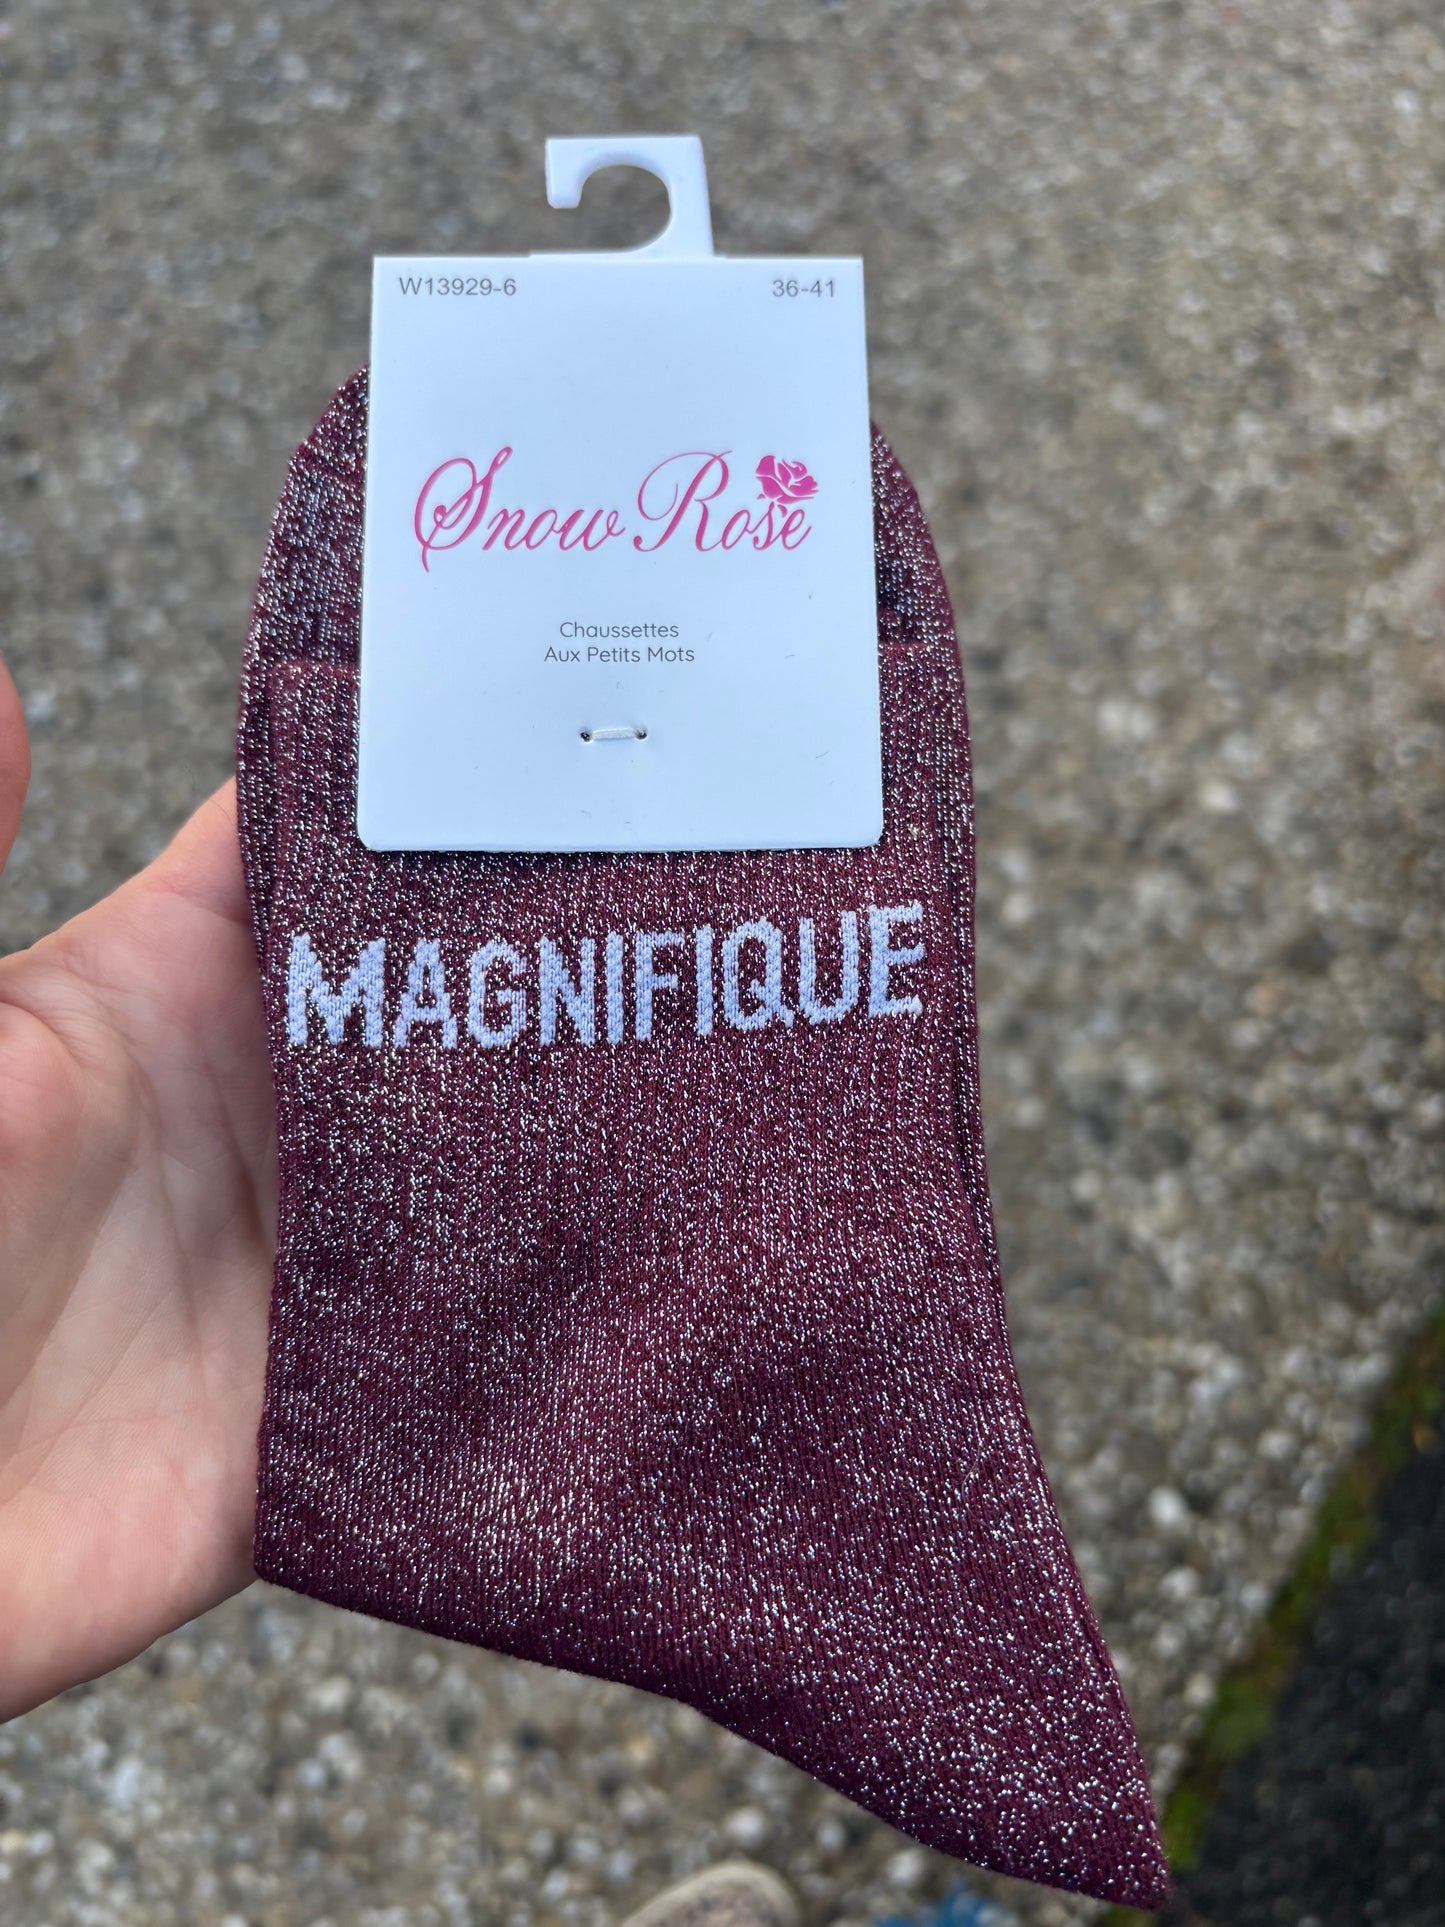 W13929-6 36-41
Snow Rose
Chaussettes
Aux Petits Mots
MAGNIFIQUE